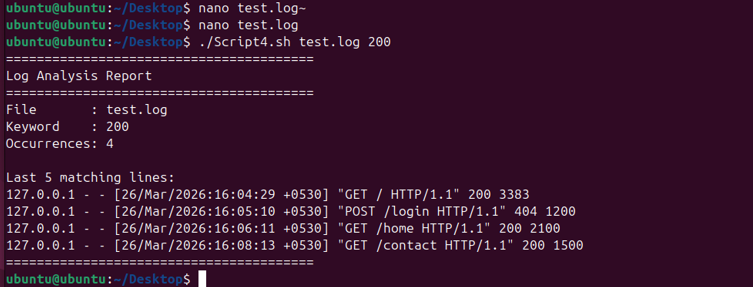 ubuntu@ubuntu:~/Desktop$ nano test.log~
ubuntu@ubuntu:~/Desktop$ nano test.log
ubuntu@ubuntu:~/Desktop$ ./Script4.sh test.log 200
========================================
Log Analysis Report
========================================
File       : test.log
Keyword    : 200
Occurrences: 4

Last 5 matching lines:
127.0.0.1 - - [26/Mar/2026:16:04:29 +0530] "GET / HTTP/1.1" 200 3383
127.0.0.1 - - [26/Mar/2026:16:05:10 +0530] "POST /login HTTP/1.1" 404 1200
127.0.0.1 - - [26/Mar/2026:16:06:11 +0530] "GET /home HTTP/1.1" 200 2100
127.0.0.1 - - [26/Mar/2026:16:08:13 +0530] "GET /contact HTTP/1.1" 200 1500
========================================
ubuntu@ubuntu:~/Desktop$